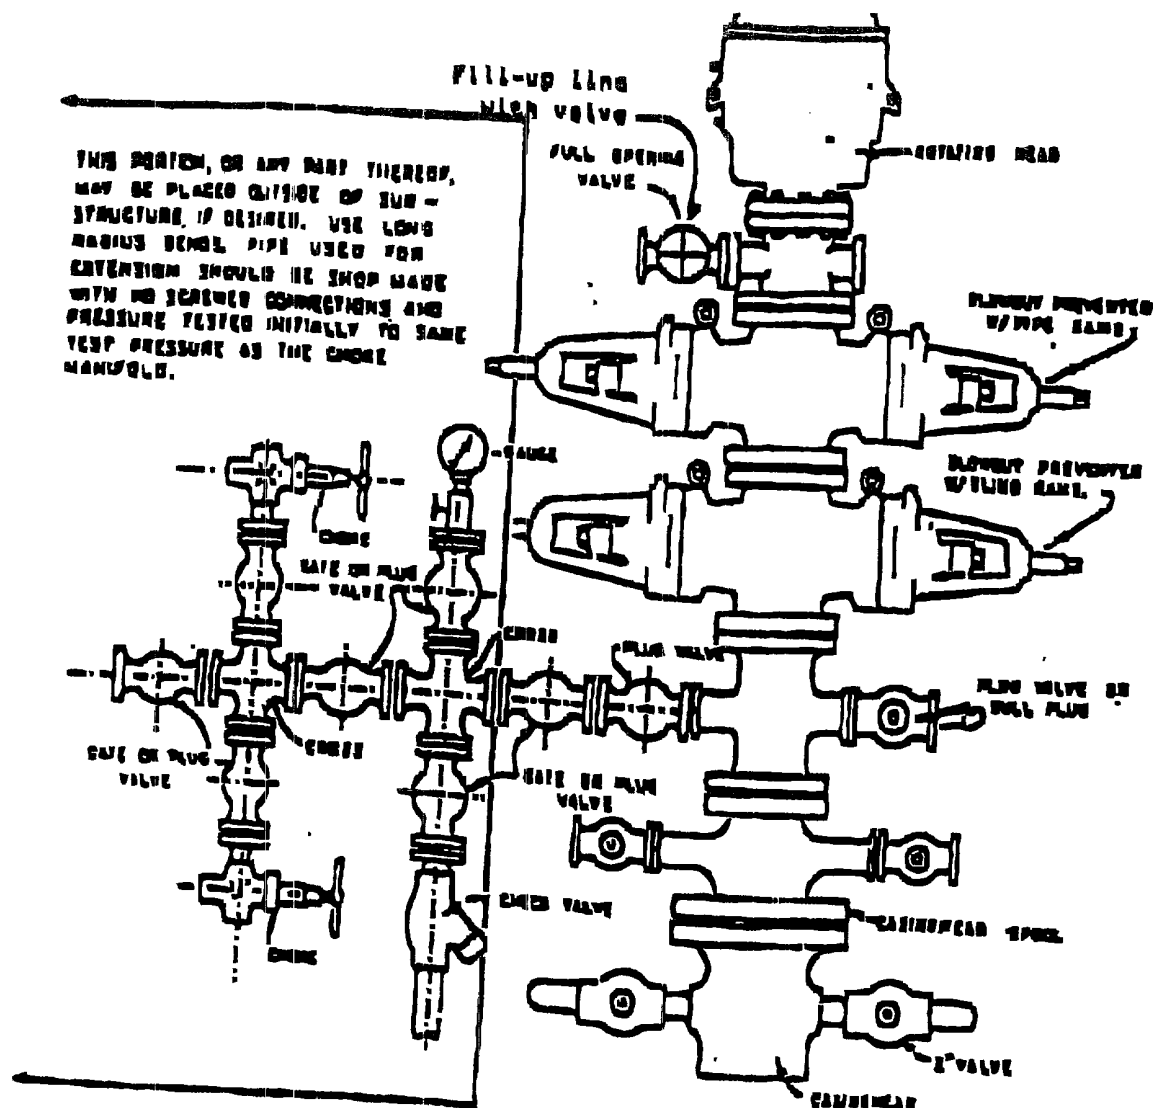 Fill-up line
with valve
FULL OPENING
VALVE
ROTATING HEAD
THIS PORTION, OR ANY PART THEREOF,
MAY BE PLACED OUTSIDE OF SUB-
STRUCTURE, IF DESIRED. USE LONG
RADIUS BENDS. PIPE USED FOR
EXTENSION SHOULD BE SHOP MADE
WITH NO SCREWED CONNECTIONS AND
PRESSURE TESTED INITIALLY TO SAME
TEST PRESSURE AS THE CHOKE
MANIFOLD.
BLOWOUT PREVENTER
W/PIPE RAMS
GAUGE
BLOWOUT PREVENTER
W/BLIND RAMS
CHOKE
GATE OR PLUG
VALVE
CROSS
PLUG VALVE
PLUG VALVE OR
BULL PLUG
GATE OR PLUG
VALVE
CROSS
GATE OR PLUG
VALVE
CHECK VALVE
CASINGHEAD SPOOL
CHOKE
2" VALVE
CASINGHEAD